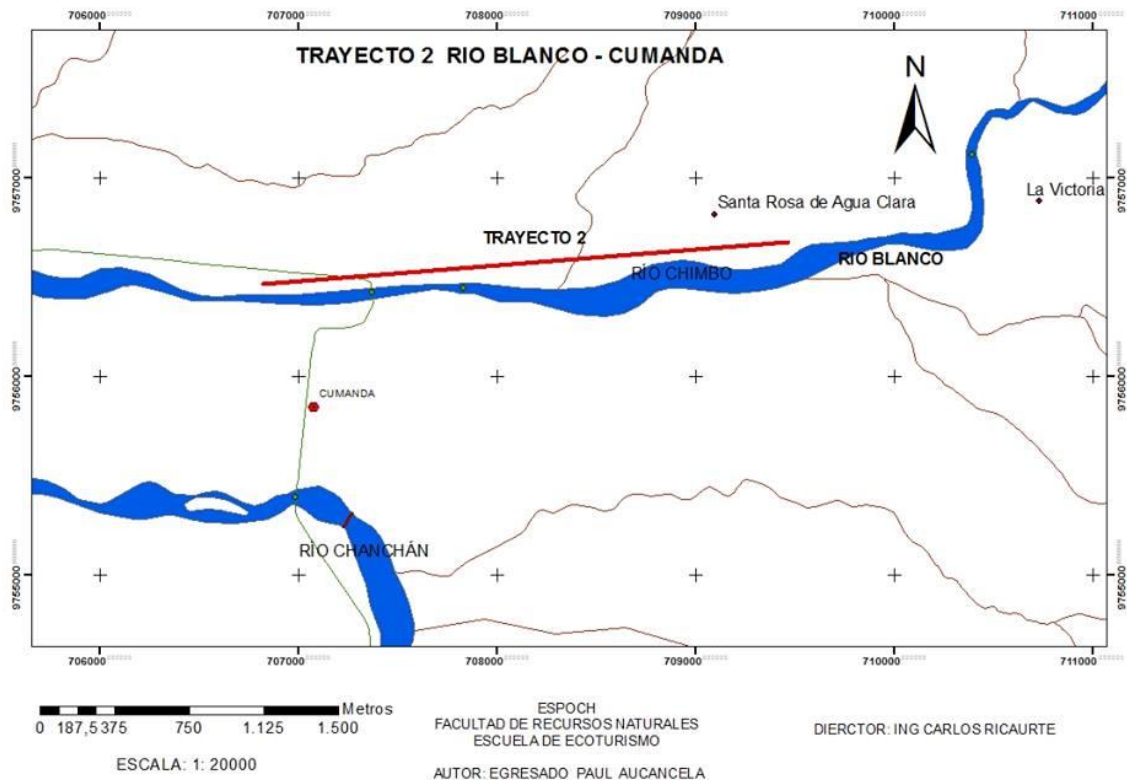 706000 707000 708000 709000 710000 711000
TRAYECTO 2 RIO BLANCO - CUMANDA
N
9757000 9757000
La Victoria
Santa Rosa de Agua Clara
TRAYECTO 2
RIO BLANCO
RÍO CHIMBO
9756000 9756000
CUMANDA
RÍO CHANCHÁN
9755000 9755000
706000 707000 708000 709000 710000 711000
Metros
0 187,5 375 750 1.125 1.500
ESCALA: 1: 20000
ESPOCH
FACULTAD DE RECURSOS NATURALES
ESCUELA DE ECOTURISMO
AUTOR: EGRESADO PAUL AUCANCELA
DIERCTOR: ING CARLOS RICAURTE